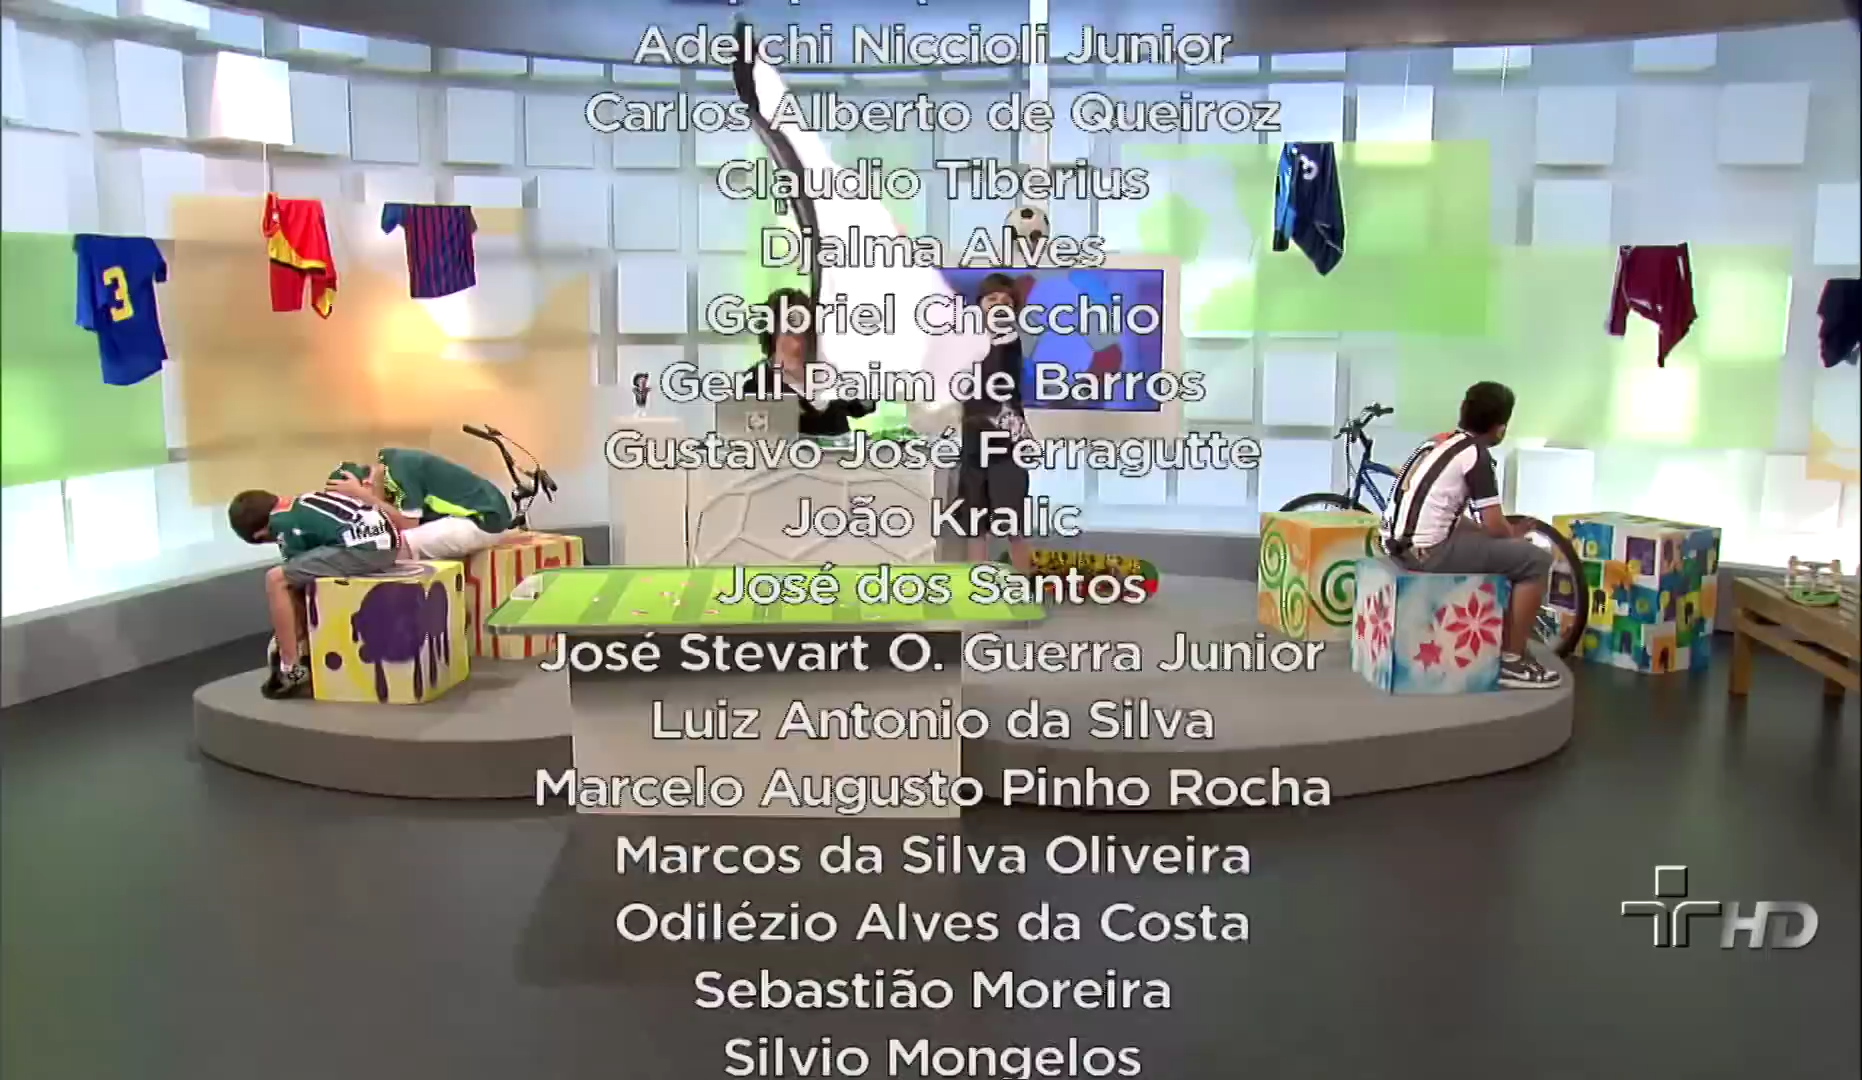 Adelchi Niccioli Junior
Carlos Alberto de Queiroz
Claudio Tiberius
Djalma Alves
Gabriel Checchio
Gerli Paim de Barros
Gustavo José Ferragutte
João Kralic
José dos Santos
José Stevart O. Guerra Junior
Luiz Antonio da Silva
Marcelo Augusto Pinho Rocha
Marcos da Silva Oliveira
Odilézio Alves da Costa
Sebastião Moreira
Silvio Mongelos
3
3
HD